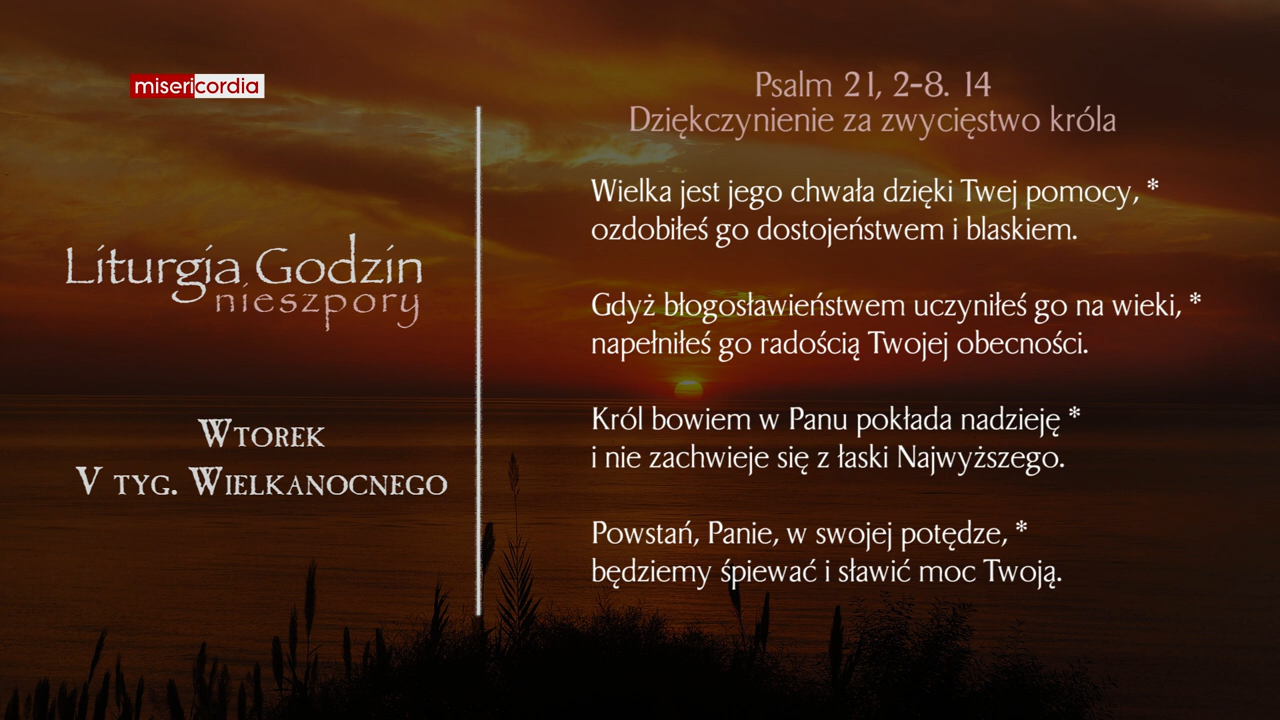 misericordia
Liturgia Godzin
nieszpory
Wtorek
V tyg. Wielkanocnego
Psalm 21, 2-8. 14
Dziękczynienie za zwycięstwo króla
Wielka jest jego chwała dzięki Twej pomocy, *
ozdobiłeś go dostojeństwem i blaskiem.
Gdyż błogosławieństwem uczyniłeś go na wieki, *
napełniłeś go radością Twojej obecności.
Król bowiem w Panu pokłada nadzieję *
i nie zachwieje się z łaski Najwyższego.
Powstań, Panie, w swojej potędze, *
będziemy śpiewać i sławić moc Twoją.